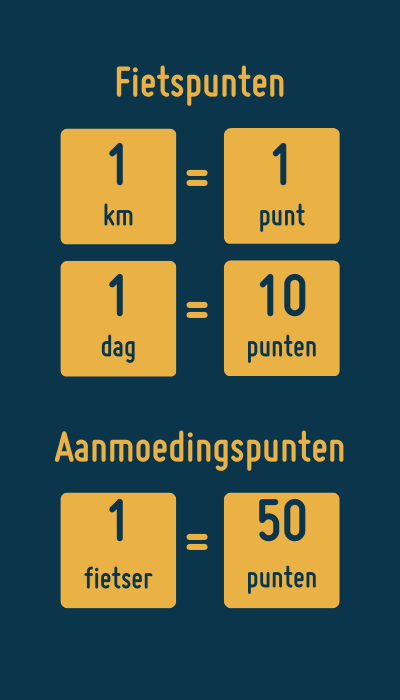 Fietspunten
1 = 1
km punt
1 = 10
dag punten
Aanmoedingspunten
1 = 50
fietser punten